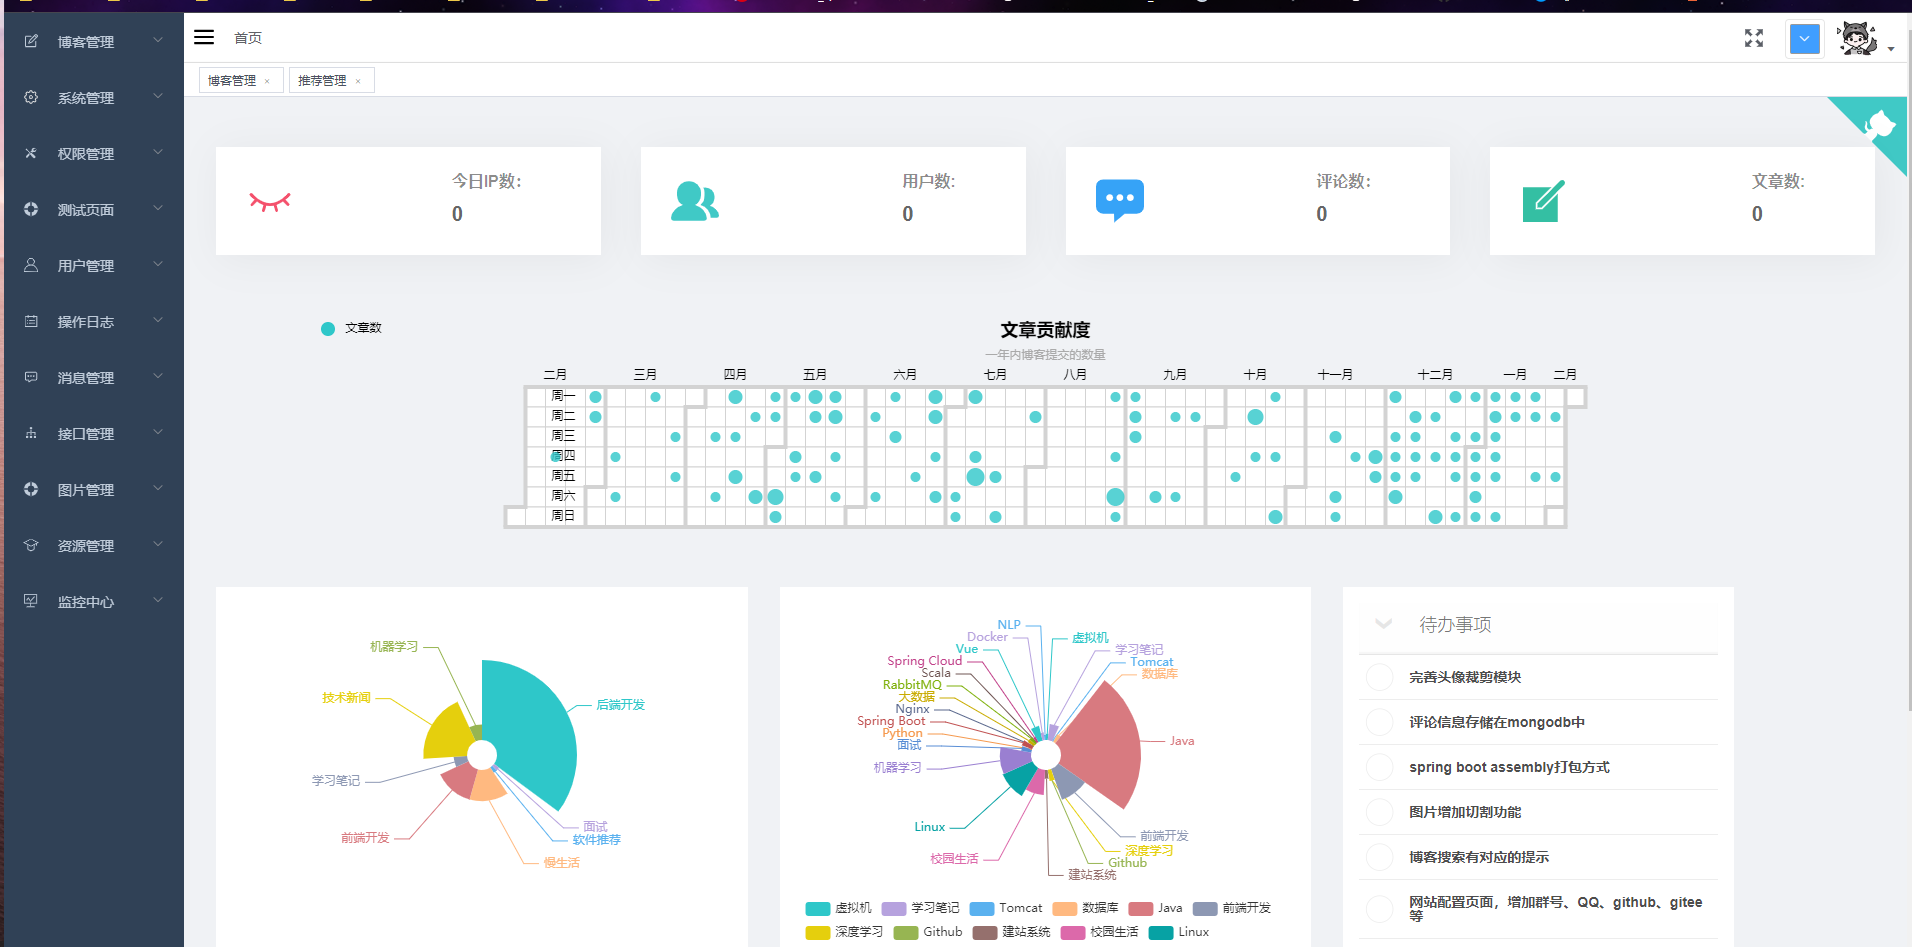 博客管理
系统管理
权限管理
测试页面
用户管理
操作日志
消息管理
接口管理
图片管理
资源管理
监控中心
首页
博客管理 ×
推荐管理 ×
今日IP数：
0
用户数：
0
评论数：
0
文章数：
0
文章数
文章贡献度
一年内博客提交的数量
二月 三月 四月 五月 六月 七月 八月 九月 十月 十一月 十二月 一月 二月
周一
周二
周三
周四
周五
周六
周日
机器学习
技术新闻
后端开发
学习笔记
前端开发
面试
软件推荐
慢生活
NLP
Docker
Vue
Spring Cloud
Scala
RabbitMQ
大数据
Nginx
Spring Boot
Python
面试
机器学习
Linux
校园生活
虚拟机
学习笔记
Tomcat
数据库
Java
前端开发
深度学习
Github
建站系统
虚拟机 学习笔记 Tomcat 数据库 Java 前端开发
深度学习 Github 建站系统 校园生活 Linux
待办事项
完善头像裁剪模块
评论信息存储在mongodb中
spring boot assembly打包方式
图片增加切割功能
博客搜索有对应的提示
网站配置页面，增加群号、QQ、github、gitee
等